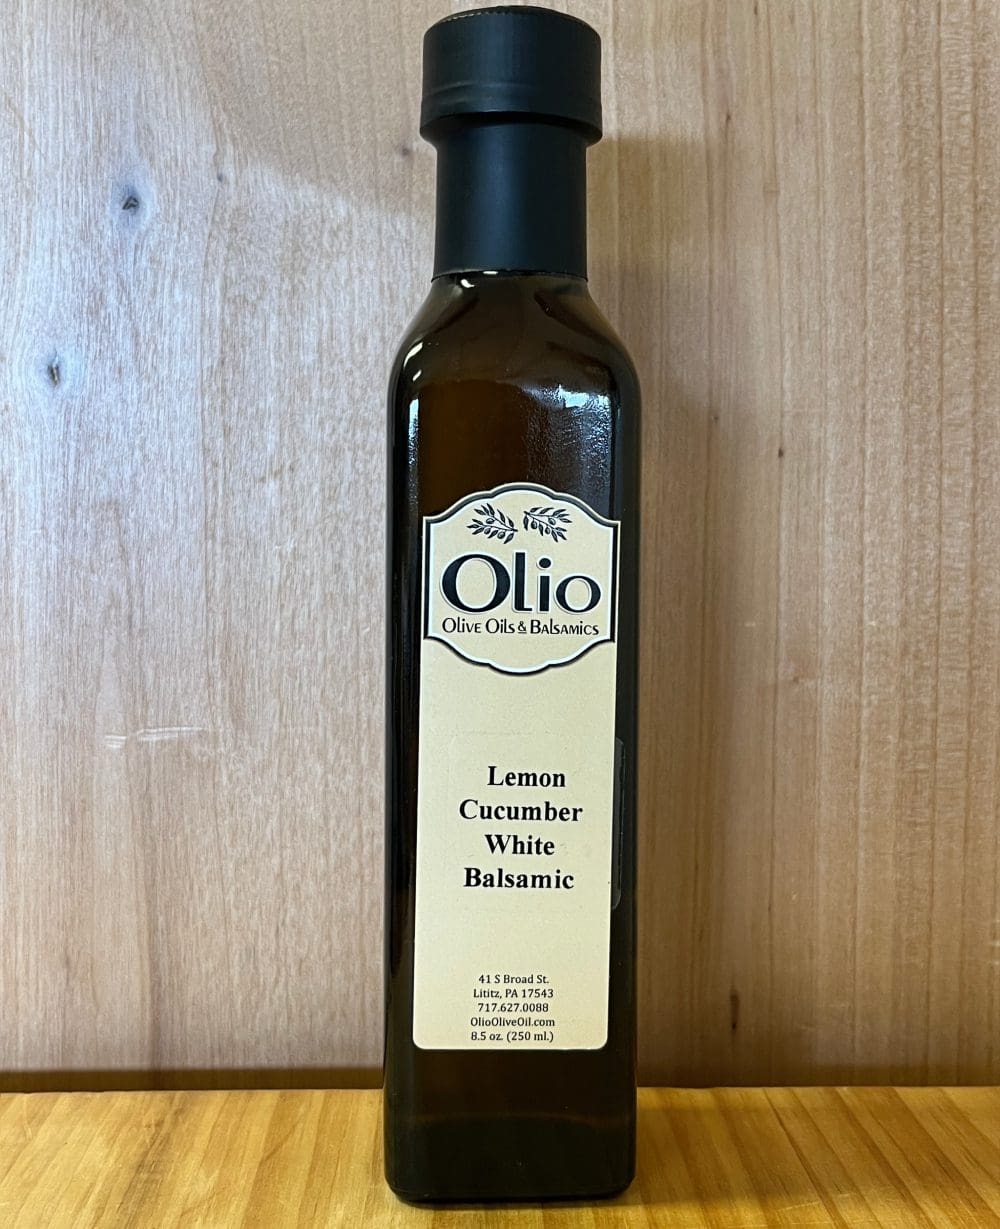 Olio
Olive Oils & Balsamics
Lemon
Cucumber
White
Balsamic
41 S Broad St.
Lititz, PA 17543
717.627.0088
OlioOliveOil.com
8.5 oz. (250 ml.)